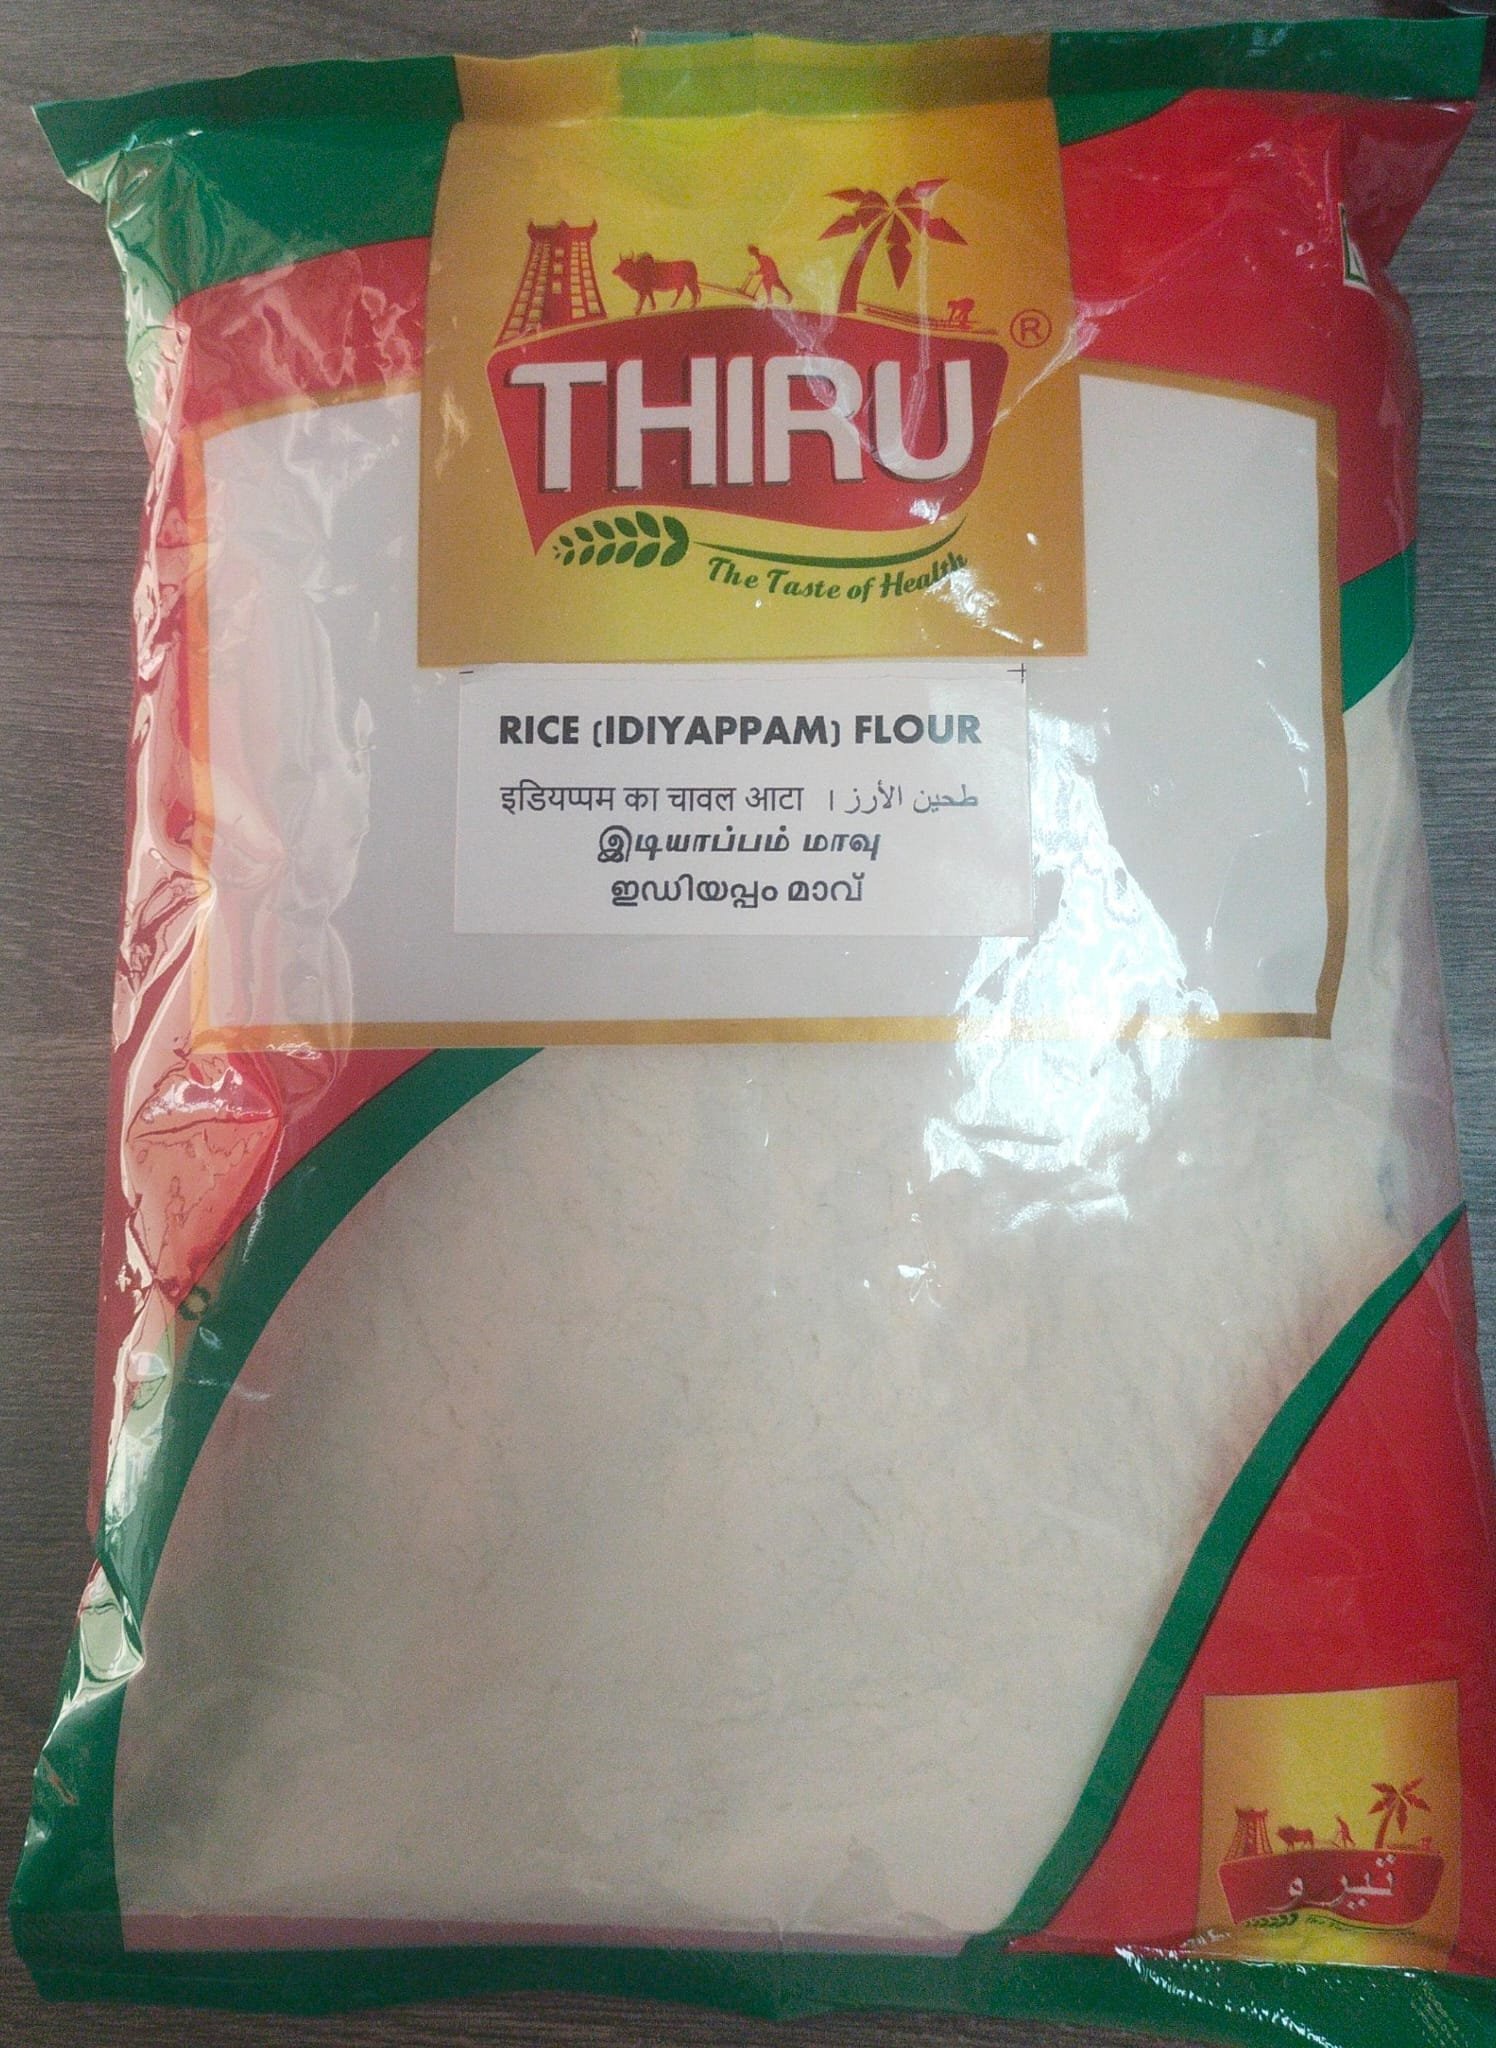 THIRU ®
The Taste of Health
RICE (IDIYAPPAM) FLOUR
इडियप्पम का चावल आटा । طحين الأرز
இடியாப்பம் மாவு
ഇഡിയപ്പം മാവ്
تيرو